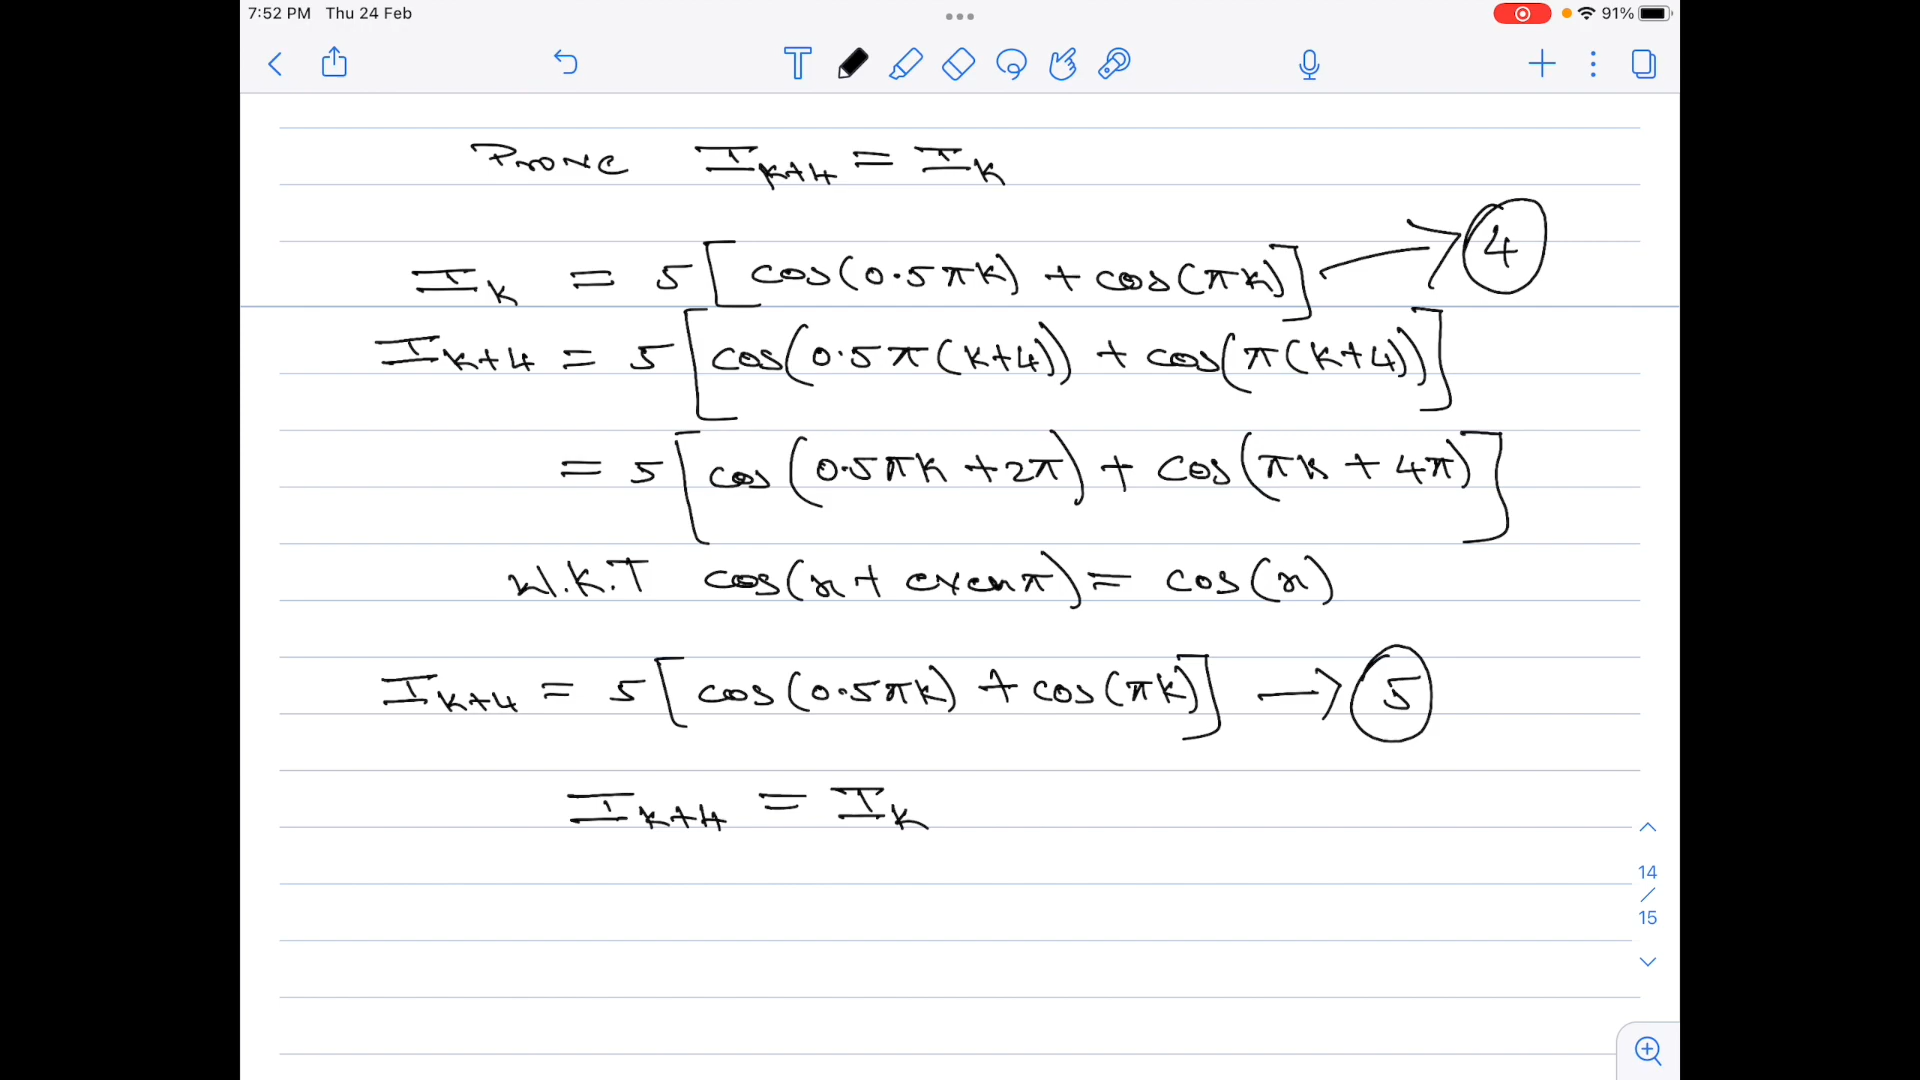 7:52 PM Thu 24 Feb 91%
T
Prove I_{k+4} = I_k
I_k = 5[cos(0.5πk) + cos(πk)] → 4
I_{k+4} = 5[cos(0.5π(k+4)) + cos(π(k+4))]
= 5[cos(0.5πk + 2π) + cos(πk + 4π)]
W.K.T cos(x + even π) = cos(x)
I_{k+4} = 5[cos(0.5πk) + cos(πk)] → 5
I_{k+4} = I_k
14
/
15